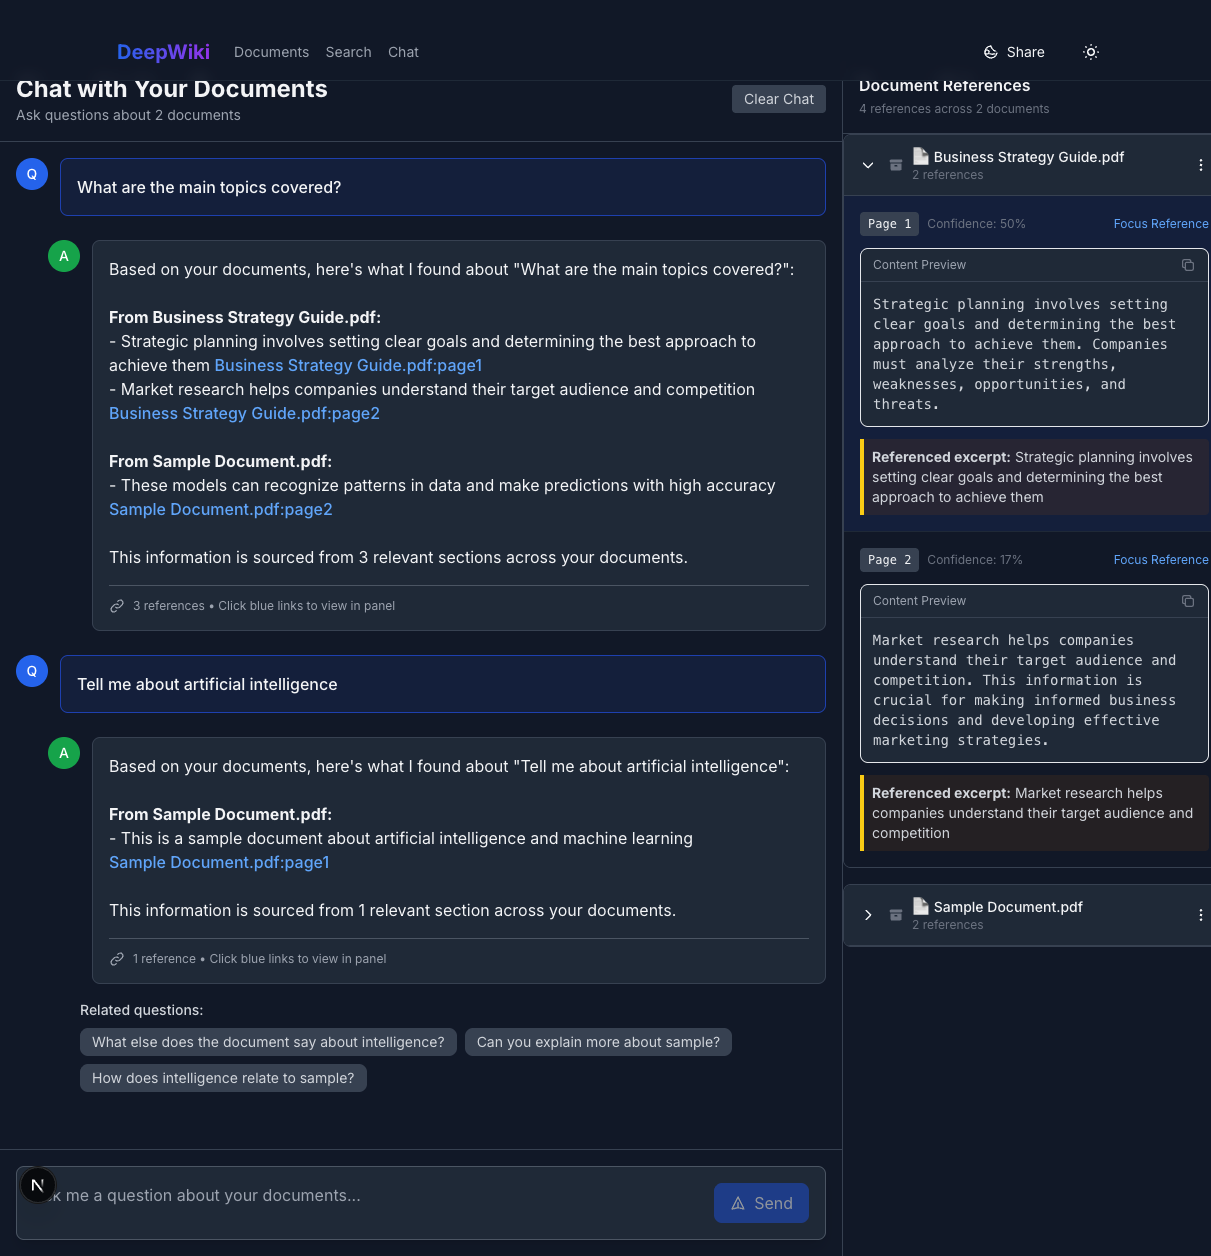 DeepWiki
Documents
Search
Chat
Share
Chat with Your Documents
Ask questions about 2 documents
Clear Chat
Q
What are the main topics covered?
A
Based on your documents, here's what I found about "What are the main topics covered?":
From Business Strategy Guide.pdf:
- Strategic planning involves setting clear goals and determining the best approach to
achieve them Business Strategy Guide.pdf:page1
- Market research helps companies understand their target audience and competition
Business Strategy Guide.pdf:page2
From Sample Document.pdf:
- These models can recognize patterns in data and make predictions with high accuracy
Sample Document.pdf:page2
This information is sourced from 3 relevant sections across your documents.
3 references • Click blue links to view in panel
Q
Tell me about artificial intelligence
A
Based on your documents, here's what I found about "Tell me about artificial intelligence":
From Sample Document.pdf:
- This is a sample document about artificial intelligence and machine learning
Sample Document.pdf:page1
This information is sourced from 1 relevant section across your documents.
1 reference • Click blue links to view in panel
Related questions:
What else does the document say about intelligence?
Can you explain more about sample?
How does intelligence relate to sample?
N
k me a question about your documents...
Send
Document References
4 references across 2 documents
Business Strategy Guide.pdf
2 references
Page 1
Confidence: 50%
Focus Reference
Content Preview
Strategic planning involves setting
clear goals and determining the best
approach to achieve them. Companies
must analyze their strengths,
weaknesses, opportunities, and
threats.
Referenced excerpt: Strategic planning involves
setting clear goals and determining the best
approach to achieve them
Page 2
Confidence: 17%
Focus Reference
Content Preview
Market research helps companies
understand their target audience and
competition. This information is
crucial for making informed business
decisions and developing effective
marketing strategies.
Referenced excerpt: Market research helps
companies understand their target audience and
competition
Sample Document.pdf
2 references